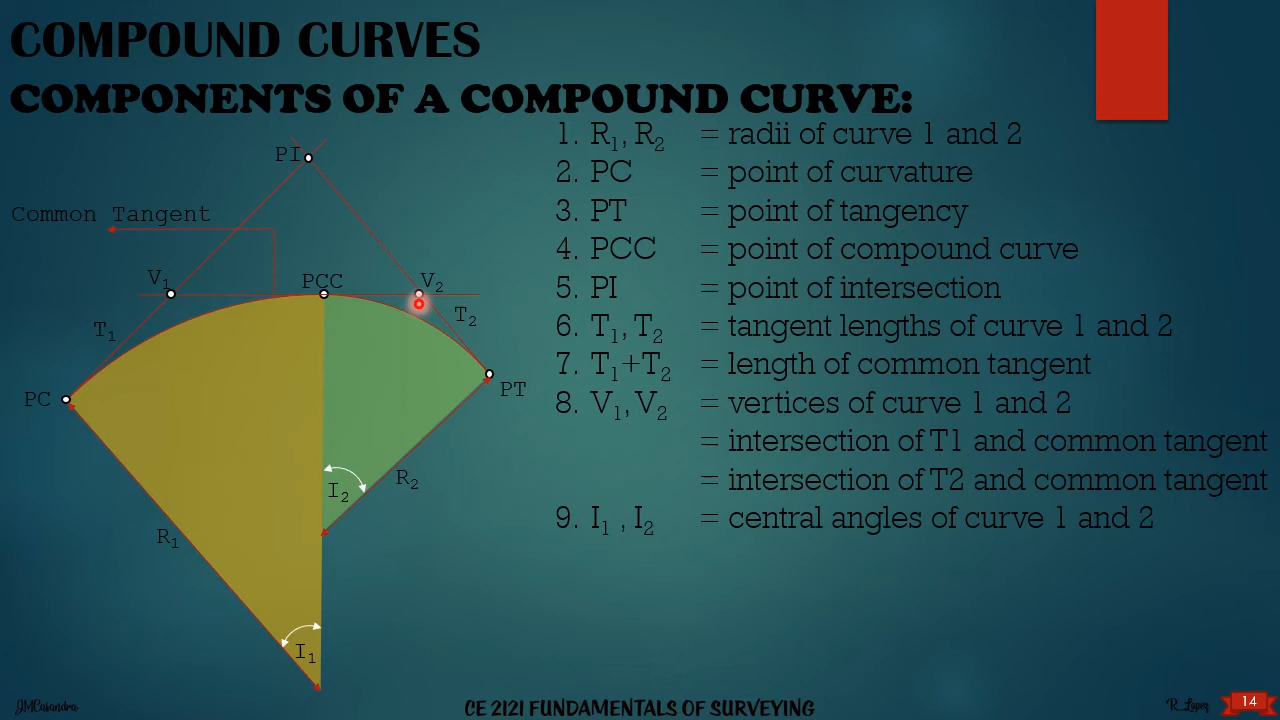 COMPOUND CURVES
COMPONENTS OF A COMPOUND CURVE:
1. R₁, R₂ = radii of curve 1 and 2
2. PC = point of curvature
3. PT = point of tangency
4. PCC = point of compound curve
5. PI = point of intersection
6. T₁, T₂ = tangent lengths of curve 1 and 2
7. T₁+T₂ = length of common tangent
8. V₁, V₂ = vertices of curve 1 and 2
= intersection of T1 and common tangent
= intersection of T2 and common tangent
9. I₁ , I₂ = central angles of curve 1 and 2
PI
Common Tangent
V₁
PCC
V₂
T₁
T₂
PC
PT
I₂
R₂
R₁
I₁
JMCasandra
CE 2121 FUNDAMENTALS OF SURVEYING
R_Lopez
14